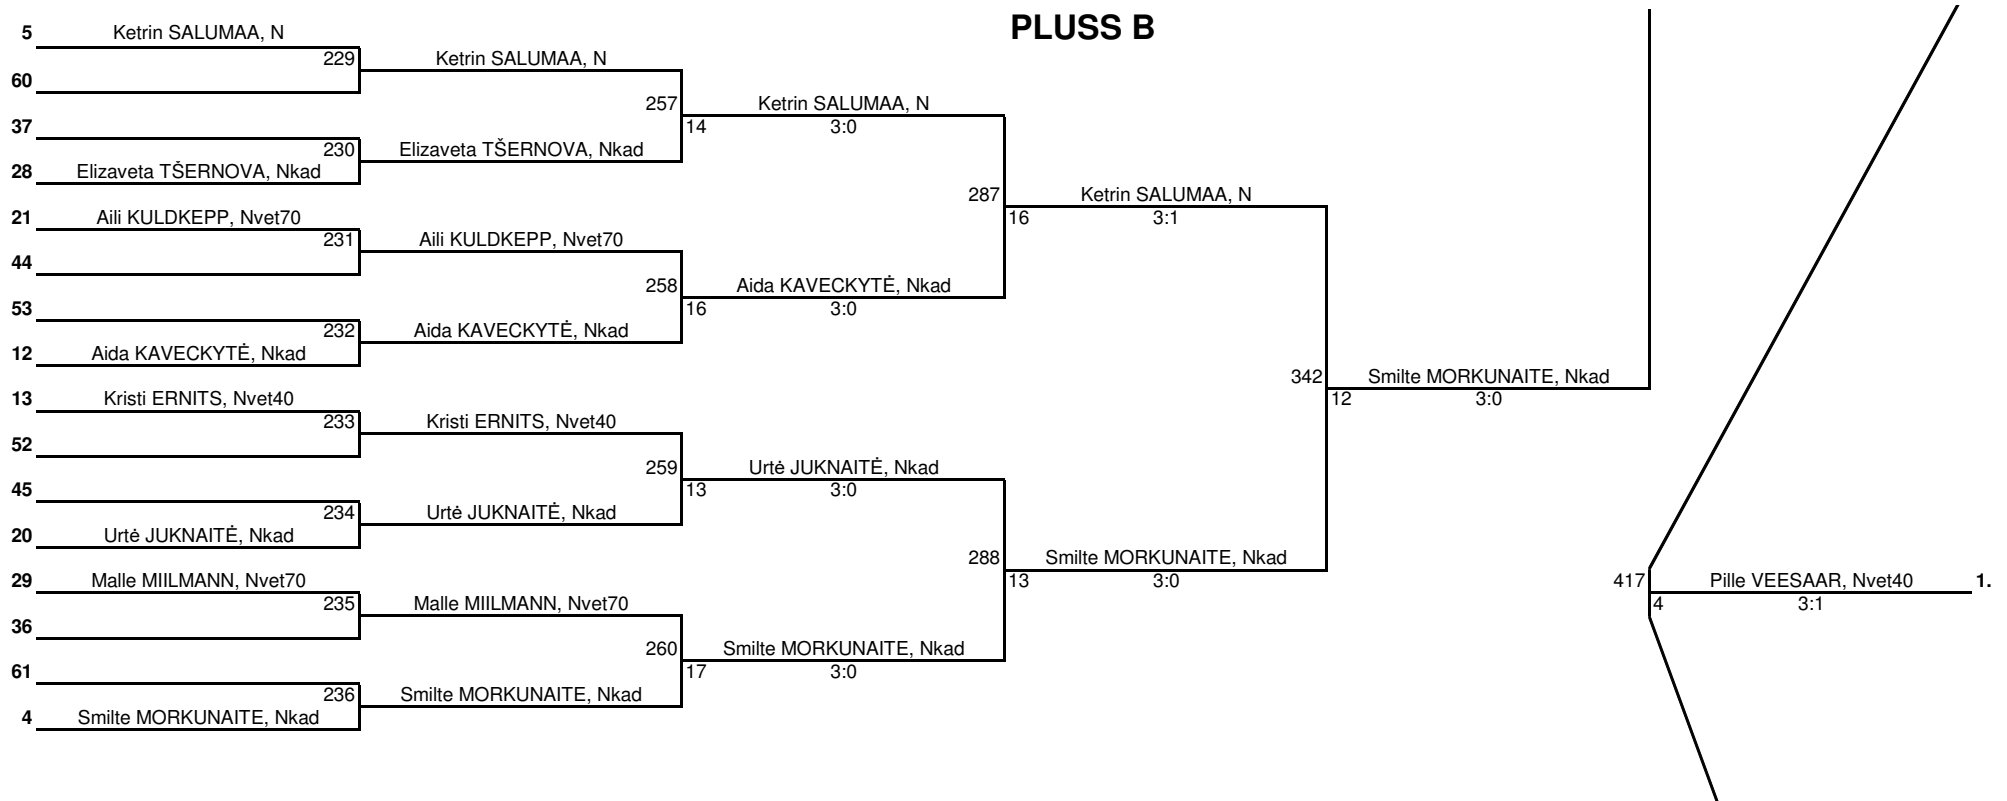 PLUSS B
5 Ketrin SALUMAA, N
229 Ketrin SALUMAA, N
60
257 Ketrin SALUMAA, N
37
14 3:0
230 Elizaveta TŠERNOVA, Nkad
28 Elizaveta TŠERNOVA, Nkad
287 Ketrin SALUMAA, N
21 Aili KULDKEPP, Nvet70
16 3:1
231 Aili KULDKEPP, Nvet70
44
258 Aida KAVECKYTĖ, Nkad
53
16 3:0
232 Aida KAVECKYTĖ, Nkad
12 Aida KAVECKYTĖ, Nkad
342 Smilte MORKUNAITE, Nkad
13 Kristi ERNITS, Nvet40
12 3:0
233 Kristi ERNITS, Nvet40
52
259 Urtė JUKNAITĖ, Nkad
45
13 3:0
234 Urtė JUKNAITĖ, Nkad
20 Urtė JUKNAITĖ, Nkad
288 Smilte MORKUNAITE, Nkad
29 Malle MIILMANN, Nvet70
13 3:0
417 Pille VEESAAR, Nvet40 1.
4 3:1
235 Malle MIILMANN, Nvet70
36
260 Smilte MORKUNAITE, Nkad
61
17 3:0
236 Smilte MORKUNAITE, Nkad
4 Smilte MORKUNAITE, Nkad